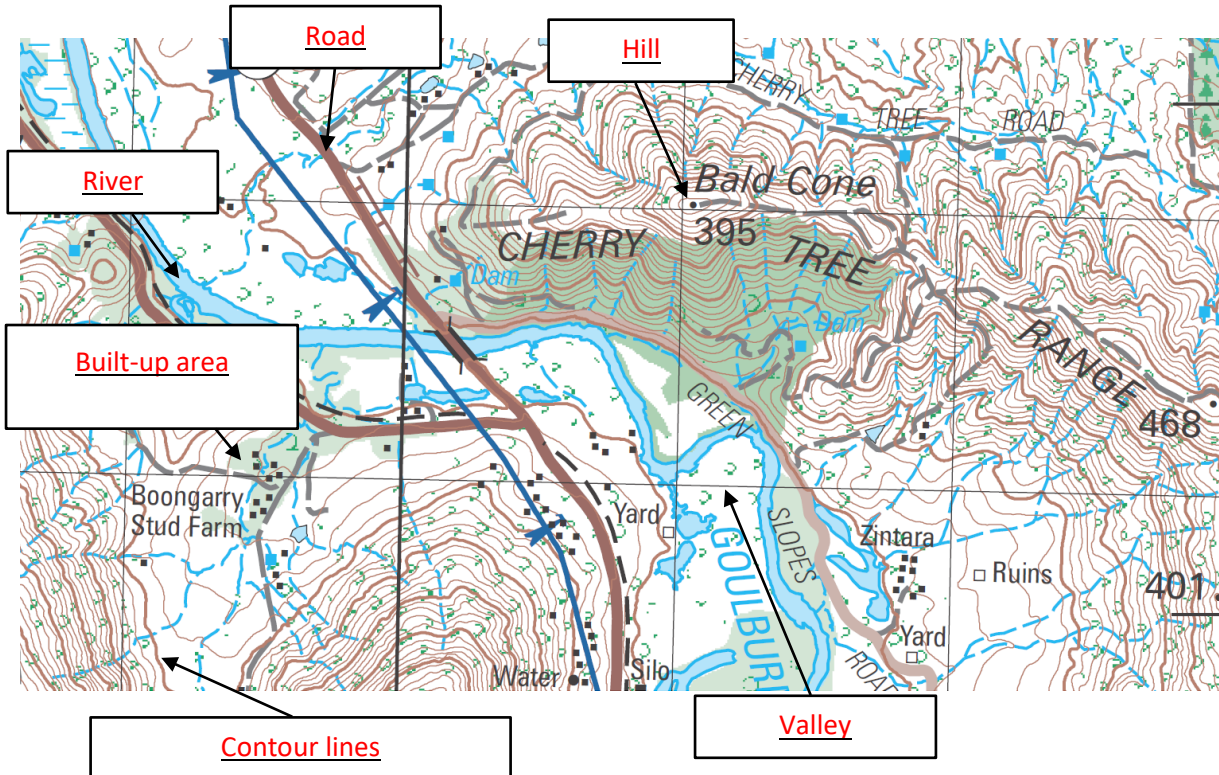 Road
Hill
CHERRY TREE ROAD
River
Bald Cone
395
CHERRY TREE RANGE
Dam
Dam
Built-up area
GREEN SLOPES ROAD
468
Boongarry
Stud Farm
Yard
GOULBURN
Zintara
Ruins
401
Yard
Water
Silo
Contour lines
Valley